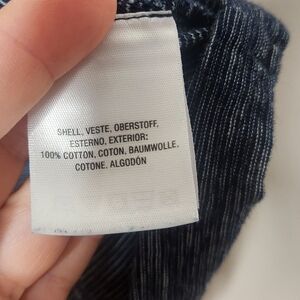 SHELL, VESTE, OBERSTOFF,
ESTERNO, EXTERIOR:
100% COTTON, COTON, BAUMWOLLE,
COTONE, ALGODÓN